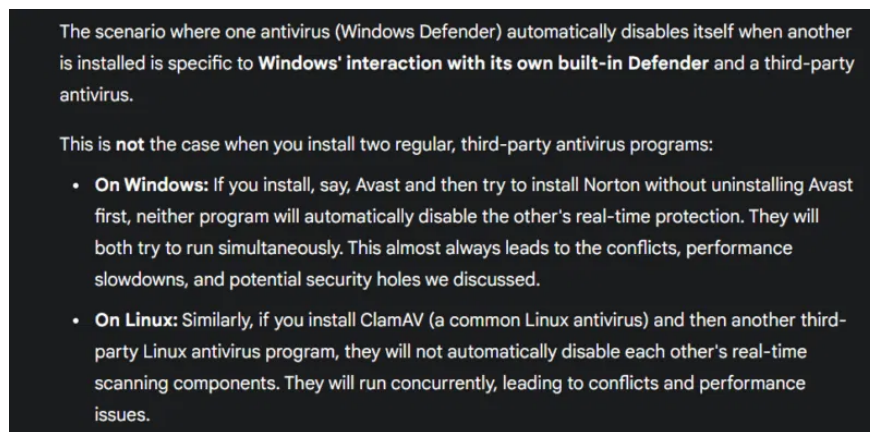 The scenario where one antivirus (Windows Defender) automatically disables itself when another
is installed is specific to Windows' interaction with its own built-in Defender and a third-party
antivirus.
This is not the case when you install two regular, third-party antivirus programs:
• On Windows: If you install, say, Avast and then try to install Norton without uninstalling Avast
first, neither program will automatically disable the other's real-time protection. They will
both try to run simultaneously. This almost always leads to the conflicts, performance
slowdowns, and potential security holes we discussed.
• On Linux: Similarly, if you install ClamAV (a common Linux antivirus) and then another third-
party Linux antivirus program, they will not automatically disable each other's real-time
scanning components. They will run concurrently, leading to conflicts and performance
issues.